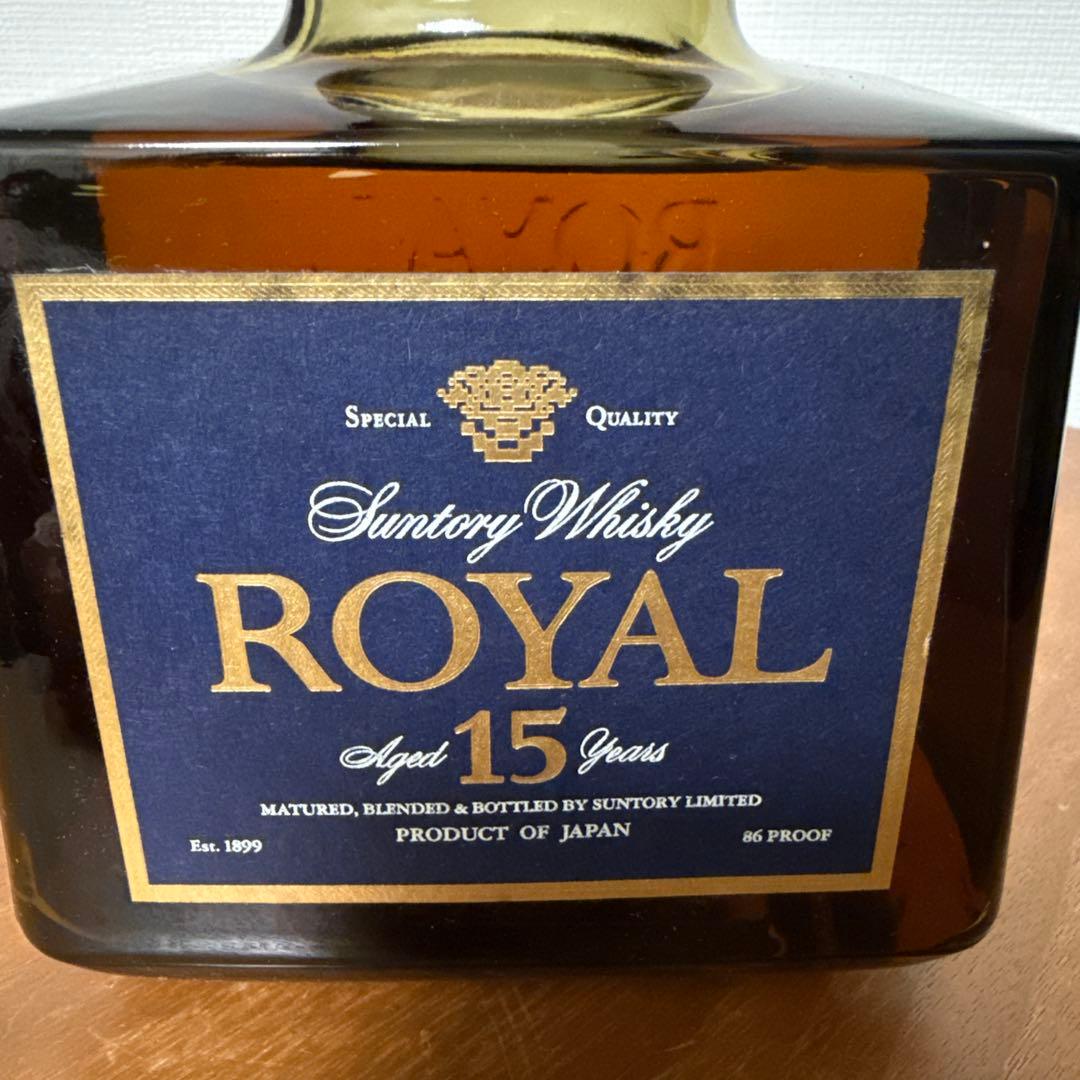 ROYAL
SPECIAL QUALITY
Suntory Whisky
ROYAL
Aged 15 Years
MATURED, BLENDED & BOTTLED BY SUNTORY LIMITED
PRODUCT OF JAPAN
Est. 1899
86 PROOF